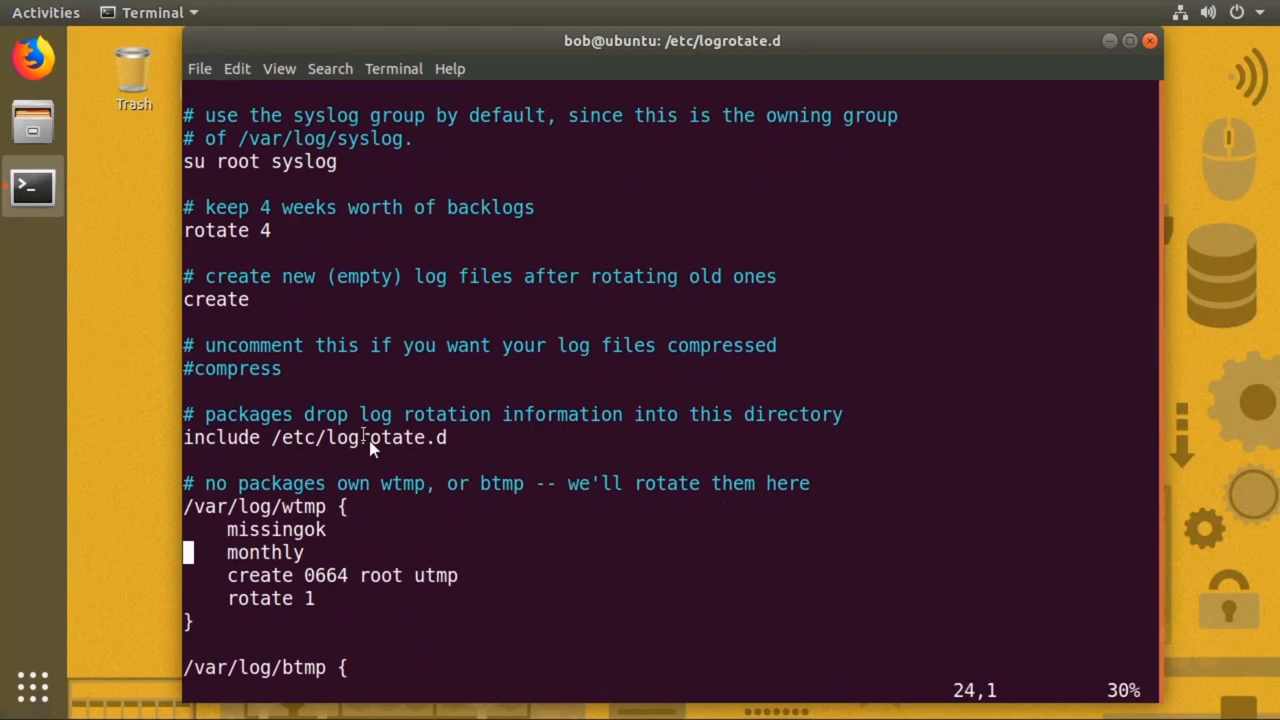 Activities
Terminal
bob@ubuntu: /etc/logrotate.d
File Edit View Search Terminal Help
Trash
# use the syslog group by default, since this is the owning group
# of /var/log/syslog.
su root syslog
# keep 4 weeks worth of backlogs
rotate 4
# create new (empty) log files after rotating old ones
create
# uncomment this if you want your log files compressed
#compress
# packages drop log rotation information into this directory
include /etc/logrotate.d
# no packages own wtmp, or btmp -- we'll rotate them here
/var/log/wtmp {
missingok
monthly
create 0664 root utmp
rotate 1
}
/var/log/btmp {
24,1 30%